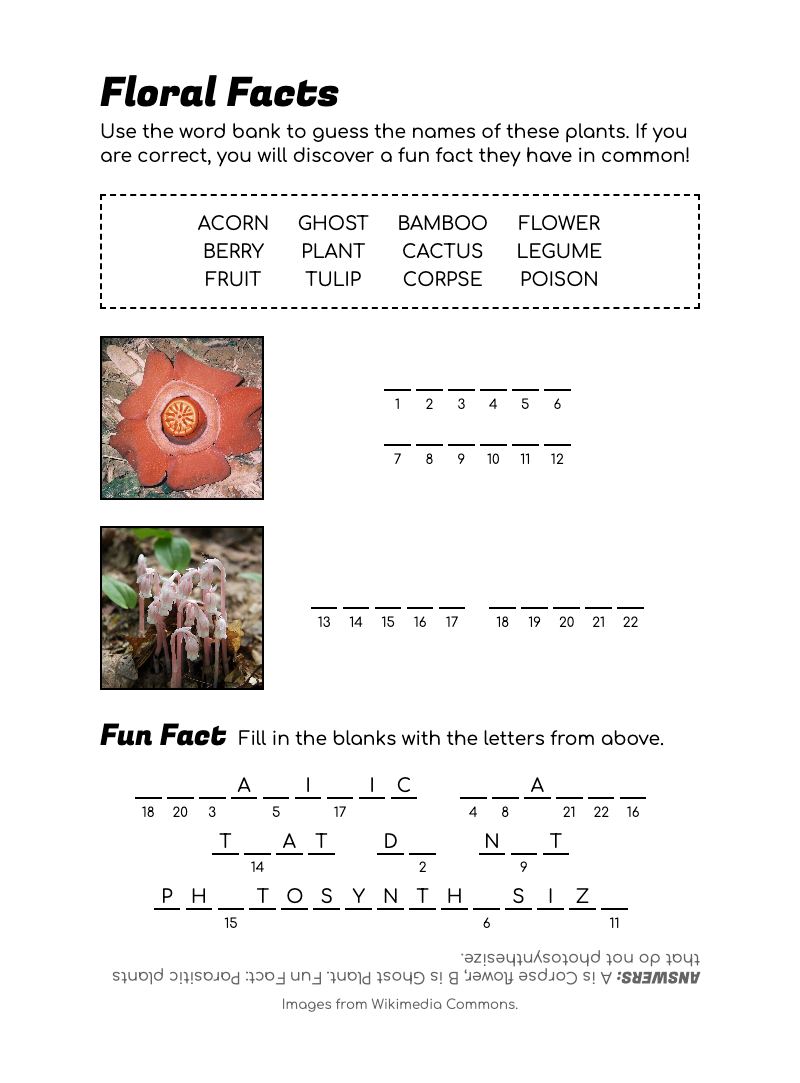 Floral Facts
Use the word bank to guess the names of these plants. If you
are correct, you will discover a fun fact they have in common!
ACORN GHOST BAMBOO FLOWER
BERRY PLANT CACTUS LEGUME
FRUIT TULIP CORPSE POISON
1 2 3 4 5 6
7 8 9 10 11 12
13 14 15 16 17 18 19 20 21 22
Fun Fact Fill in the blanks with the letters from above.
_ _ _ A _ I _ I C _ _ A _ _ _
18 20 3 5 17 4 8 21 22 16
T _ A T D _ N _ T
14 2 9
P H _ T O S Y N T H _ S I Z _
15 6 11
ANSWERS: A is Corpse flower, B is Ghost Plant. Fun Fact: Parasitic plants
that do not photosynthesize.
Images from Wikimedia Commons.